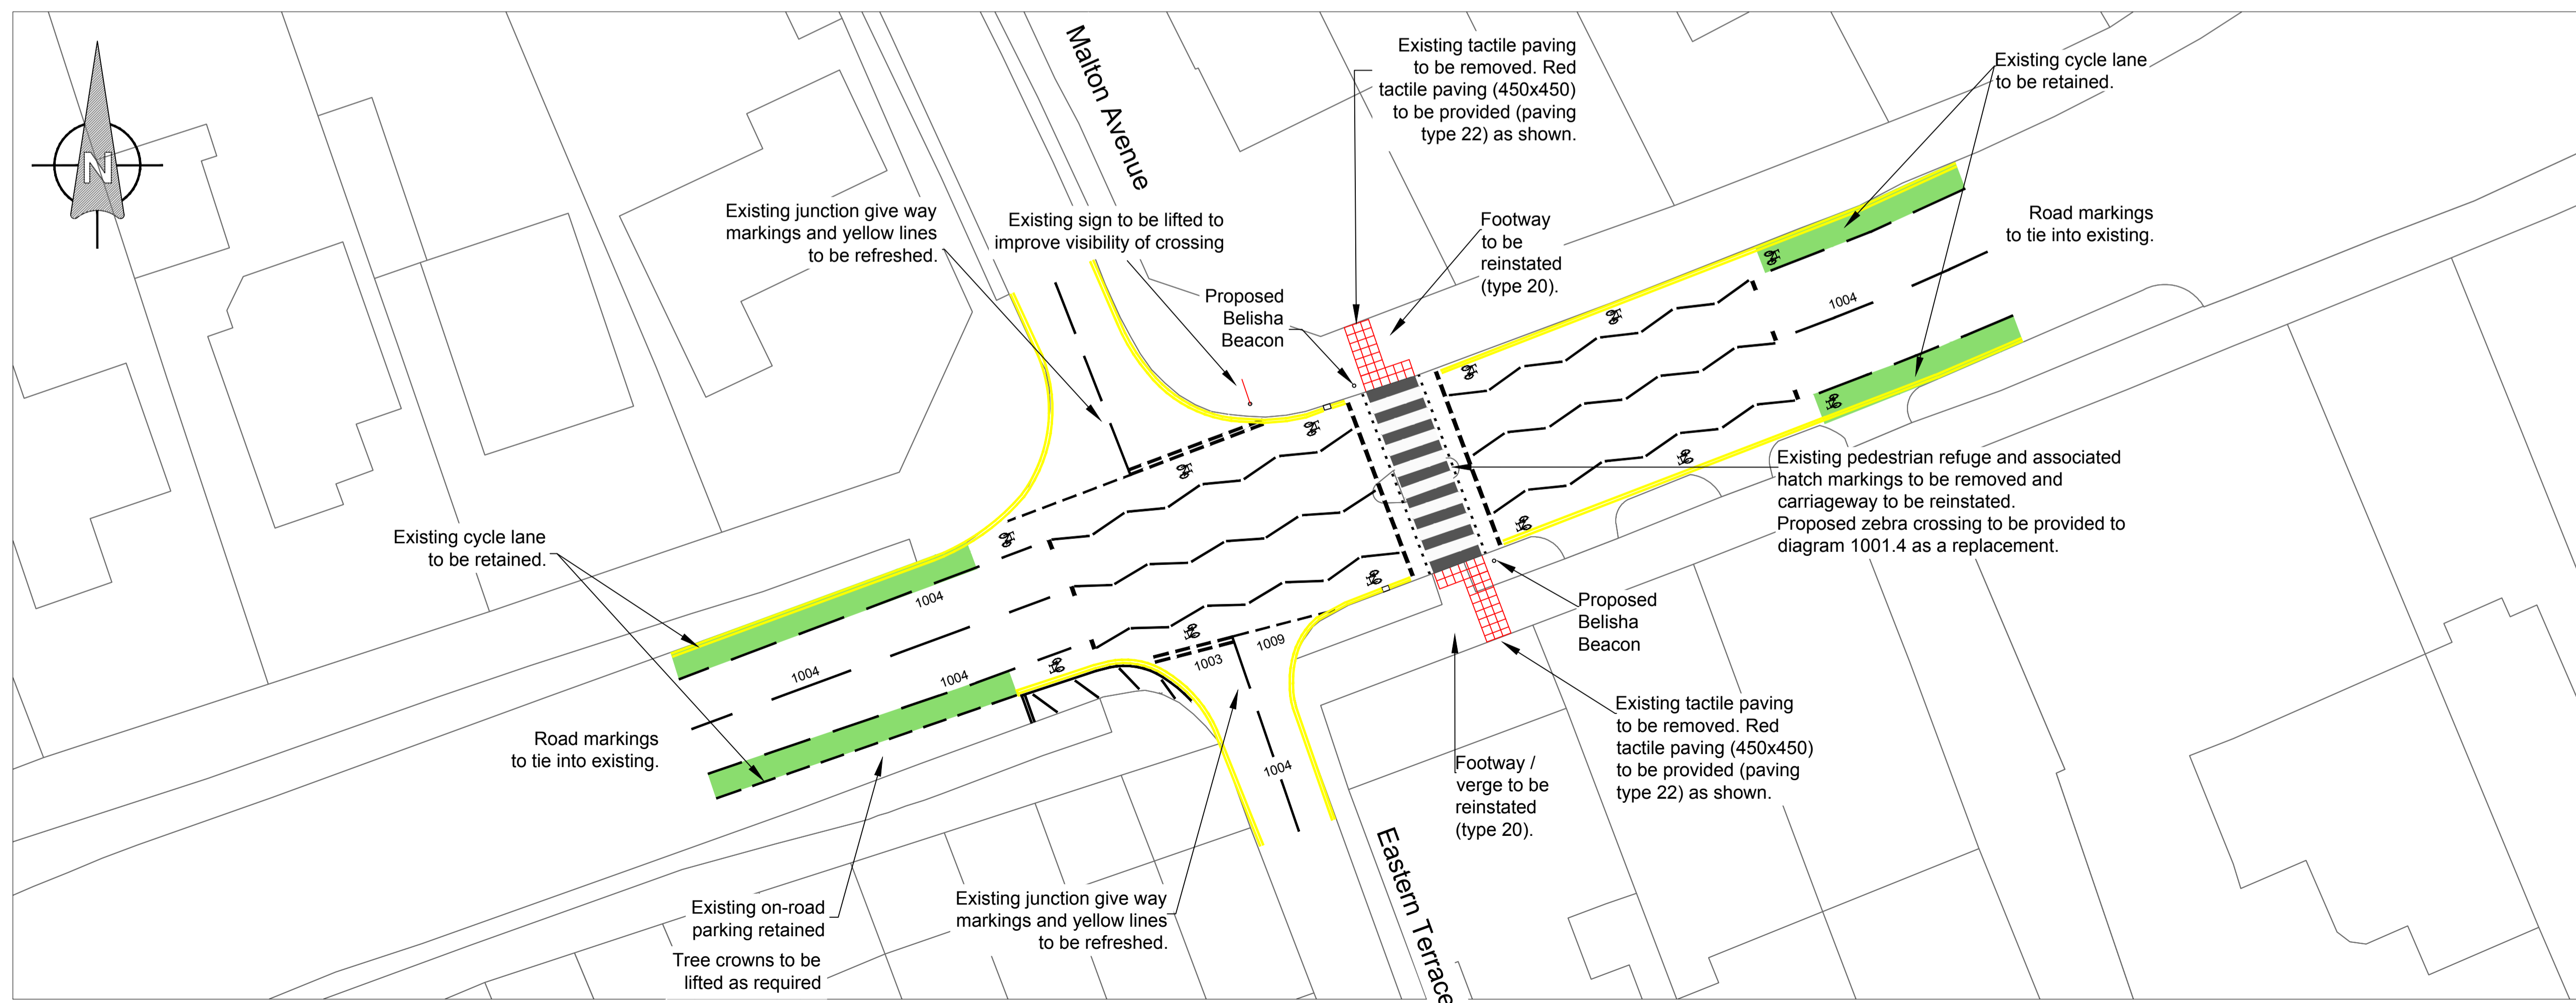 N
Malton Avenue
Existing tactile paving
to be removed. Red
tactile paving (450x450)
to be provided (paving
type 22) as shown.
Existing cycle lane
to be retained.
Existing junction give way
markings and yellow lines
to be refreshed.
Existing sign to be lifted to
improve visibility of crossing
Footway
to be
reinstated
(type 20).
Road markings
to tie into existing.
Proposed
Belisha
Beacon
1004
Existing pedestrian refuge and associated
hatch markings to be removed and
carriageway to be reinstated.
Proposed zebra crossing to be provided to
diagram 1001.4 as a replacement.
Existing cycle lane
to be retained.
1004
1004
1004
1003
1009
1004
Proposed
Belisha
Beacon
Road markings
to tie into existing.
Footway /
verge to be
reinstated
(type 20).
Existing tactile paving
to be removed. Red
tactile paving (450x450)
to be provided (paving
type 22) as shown.
Existing on-road
parking retained
Tree crowns to be
lifted as required
Existing junction give way
markings and yellow lines
to be refreshed.
Eastern Terrace